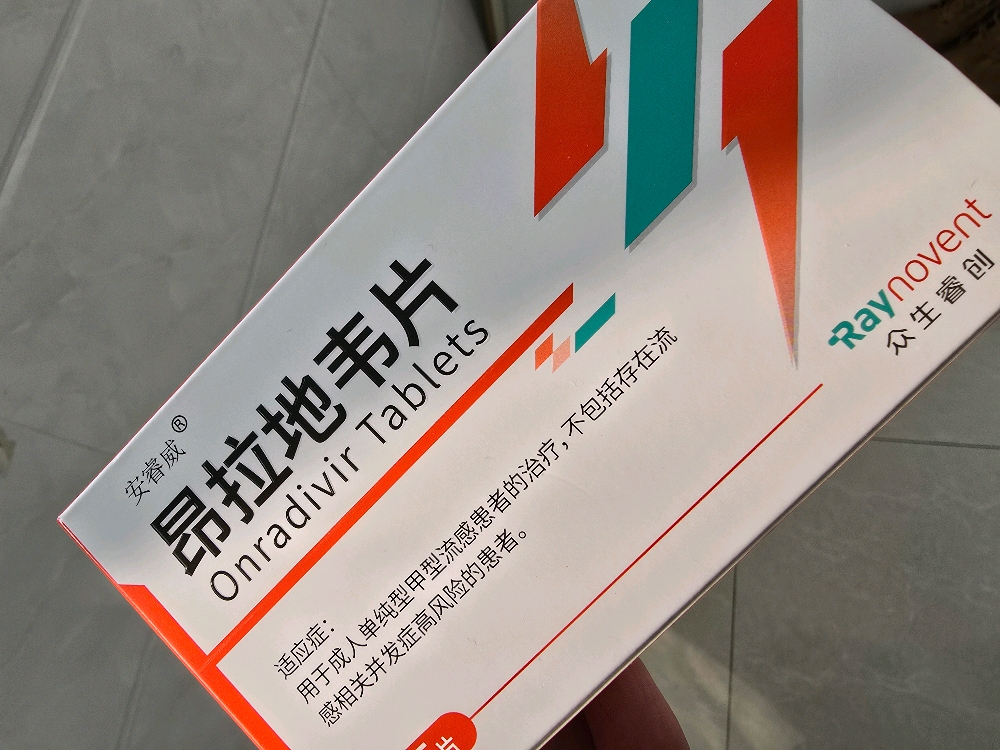 安睿威®
昂拉地韦片
Onradivir Tablets
Raynovent
众生睿创
适应症：
用于成人单纯型甲型流感患者的治疗，不包括存在流
感相关并发症高风险的患者。
片